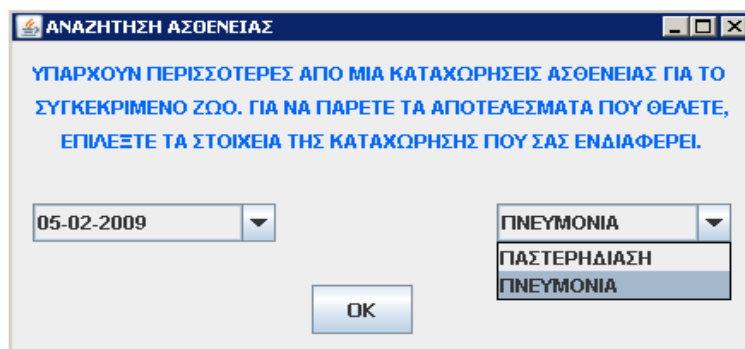 ΑΝΑΖΗΤΗΣΗ ΑΣΘΕΝΕΙΑΣ
ΥΠΑΡΧΟΥΝ ΠΕΡΙΣΣΟΤΕΡΕΣ ΑΠΟ ΜΙΑ ΚΑΤΑΧΩΡΗΣΕΙΣ ΑΣΘΕΝΕΙΑΣ ΓΙΑ ΤΟ
ΣΥΓΚΕΚΡΙΜΕΝΟ ΖΩΟ. ΓΙΑ ΝΑ ΠΑΡΕΤΕ ΤΑ ΑΠΟΤΕΛΕΣΜΑΤΑ ΠΟΥ ΘΕΛΕΤΕ,
ΕΠΙΛΕΞΤΕ ΤΑ ΣΤΟΙΧΕΙΑ ΤΗΣ ΚΑΤΑΧΩΡΗΣΗΣ ΠΟΥ ΣΑΣ ΕΝΔΙΑΦΕΡΕΙ.
05-02-2009 ΠΝΕΥΜΟΝΙΑ
ΠΑΣΤΕΡΗΔΙΑΣΗ
ΠΝΕΥΜΟΝΙΑ
OK